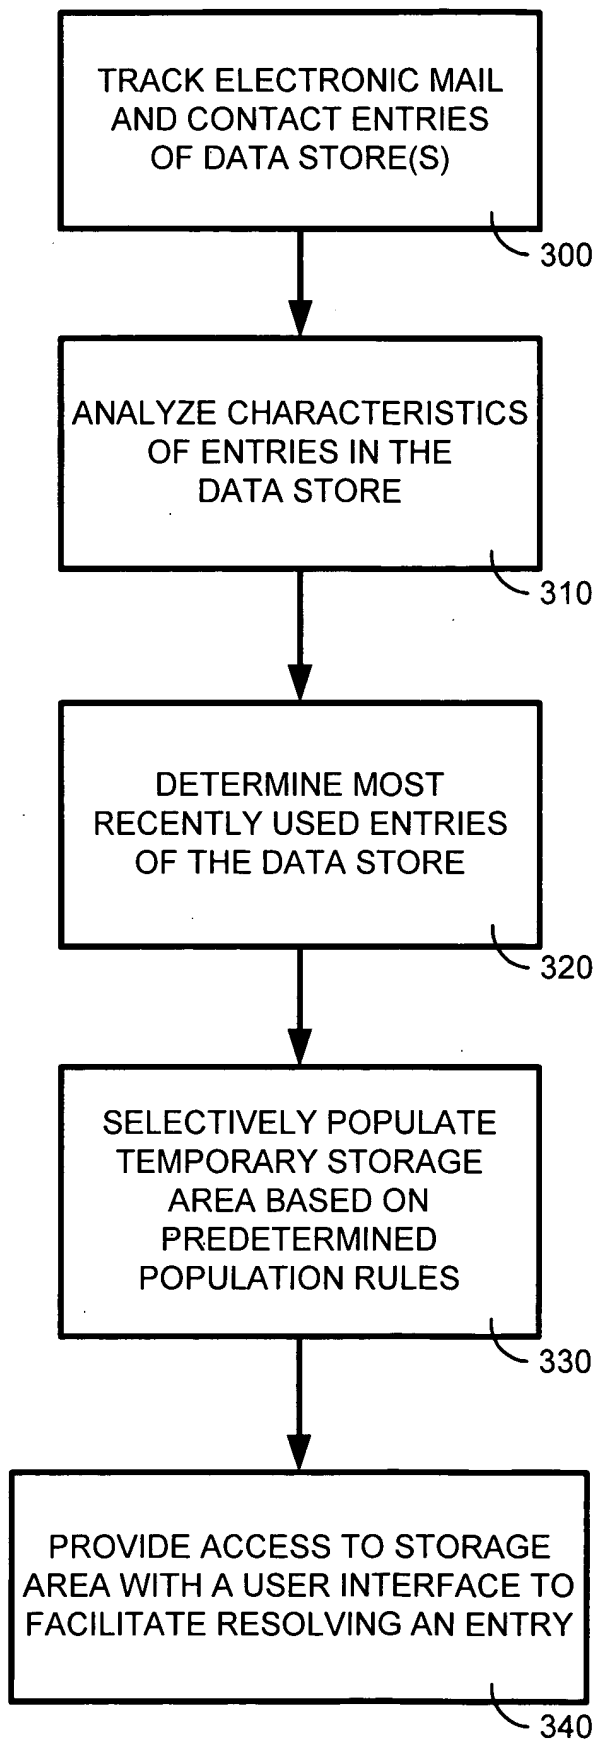 TRACK ELECTRONIC MAIL
AND CONTACT ENTRIES
OF DATA STORE(S)
300
ANALYZE CHARACTERISTICS
OF ENTRIES IN THE
DATA STORE
310
DETERMINE MOST
RECENTLY USED ENTRIES
OF THE DATA STORE
320
SELECTIVELY POPULATE
TEMPORARY STORAGE
AREA BASED ON
PREDETERMINED
POPULATION RULES
330
PROVIDE ACCESS TO STORAGE
AREA WITH A USER INTERFACE TO
FACILITATE RESOLVING AN ENTRY
340